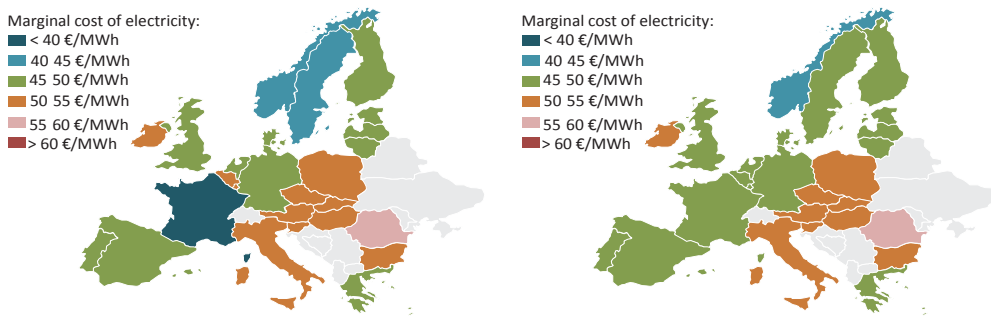 Marginal cost of electricity:
< 40 €/MWh
40 45 €/MWh
45 50 €/MWh
50 55 €/MWh
55 60 €/MWh
> 60 €/MWh
Marginal cost of electricity:
< 40 €/MWh
40 45 €/MWh
45 50 €/MWh
50 55 €/MWh
55 60 €/MWh
> 60 €/MWh